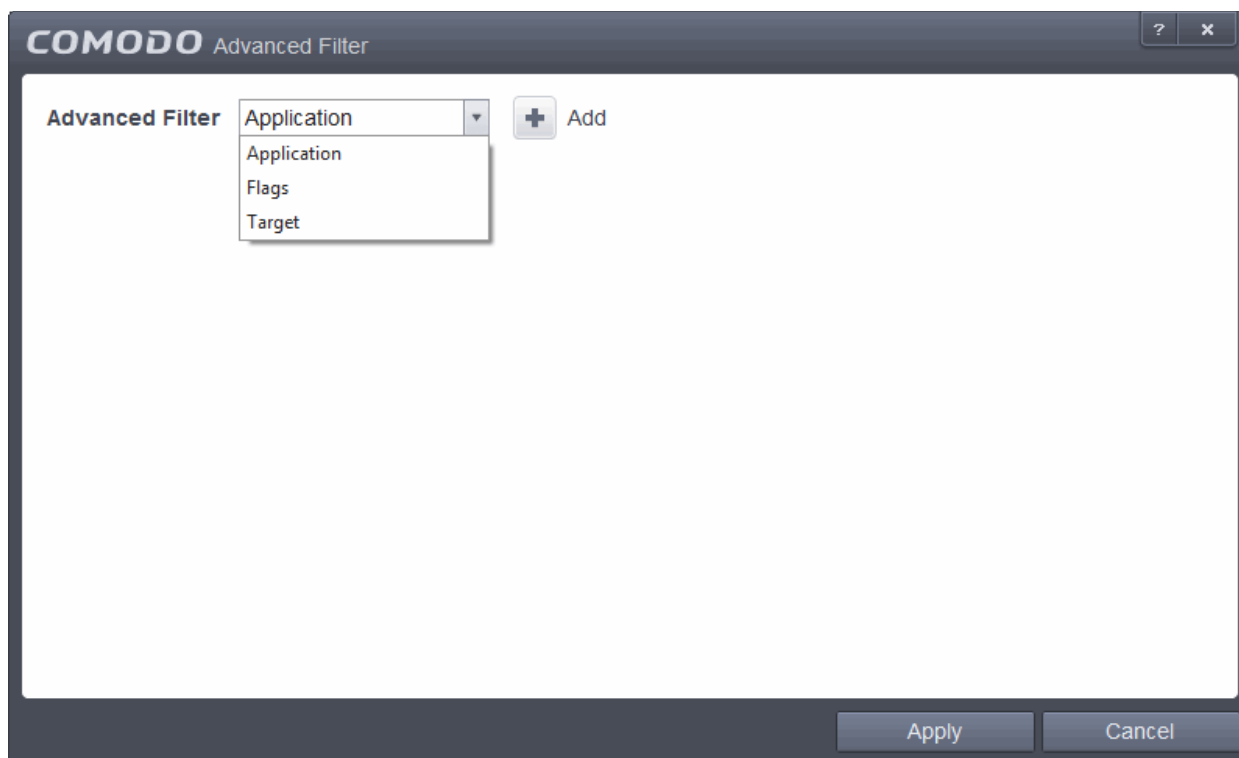 COMODO Advanced Filter ? x
Advanced Filter Application + Add
Application
Flags
Target
Apply Cancel